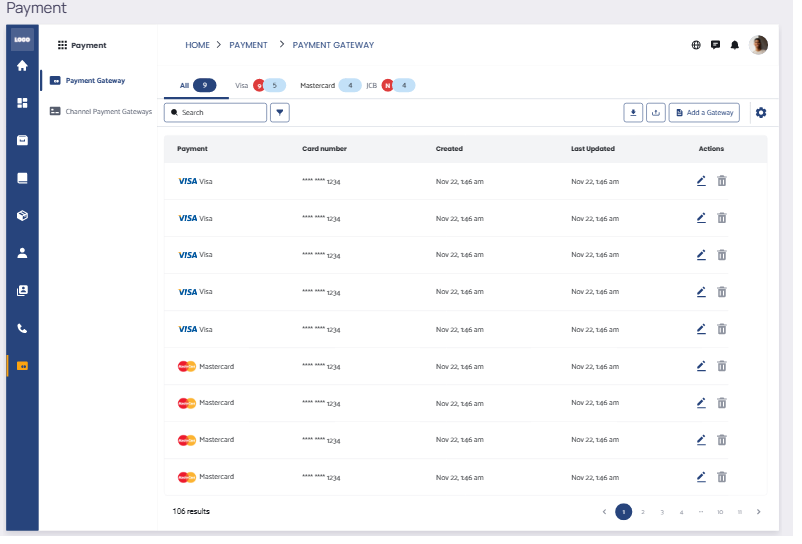 Payment
LOGO
Payment
HOME > PAYMENT > PAYMENT GATEWAY
Payment Gateway
Channel Payment Gateways
All 9 Visa 9 5 Mastercard 4 JCB N 4
Search
Add a Gateway
Payment Card number Created Last Updated Actions
VISA Visa **** **** 1234 Nov 22, 1:46 am Nov 22, 1:46 am
VISA Visa **** **** 1234 Nov 22, 1:46 am Nov 22, 1:46 am
VISA Visa **** **** 1234 Nov 22, 1:46 am Nov 22, 1:46 am
VISA Visa **** **** 1234 Nov 22, 1:46 am Nov 22, 1:46 am
VISA Visa **** **** 1234 Nov 22, 1:46 am Nov 22, 1:46 am
Mastercard **** **** 1234 Nov 22, 1:46 am Nov 22, 1:46 am
Mastercard **** **** 1234 Nov 22, 1:46 am Nov 22, 1:46 am
Mastercard **** **** 1234 Nov 22, 1:46 am Nov 22, 1:46 am
Mastercard **** **** 1234 Nov 22, 1:46 am Nov 22, 1:46 am
106 results
< 1 2 3 4 ... 10 11 >